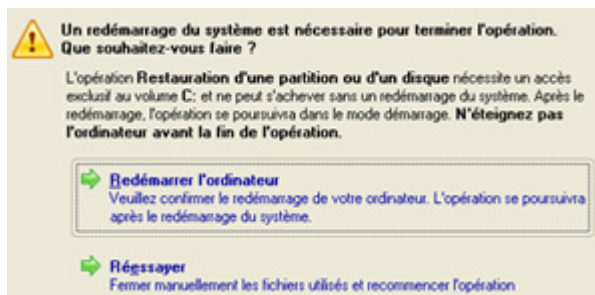 Un redémarrage du système est nécessaire pour terminer l'opération.
Que souhaitez-vous faire ?
L'opération Restauration d'une partition ou d'un disque nécessite un accès
exclusif au volume C: et ne peut s'achever sans un redémarrage du système. Après le
redémarrage, l'opération se poursuivra dans le mode démarrage. N'éteignez pas
l'ordinateur avant la fin de l'opération.
Redémarrer l'ordinateur
Veuillez confirmer le redémarrage de votre ordinateur. L'opération se poursuivra
après le redémarrage du système.
Réessayer
Fermer manuellement les fichiers utilisés et recommencer l'opération